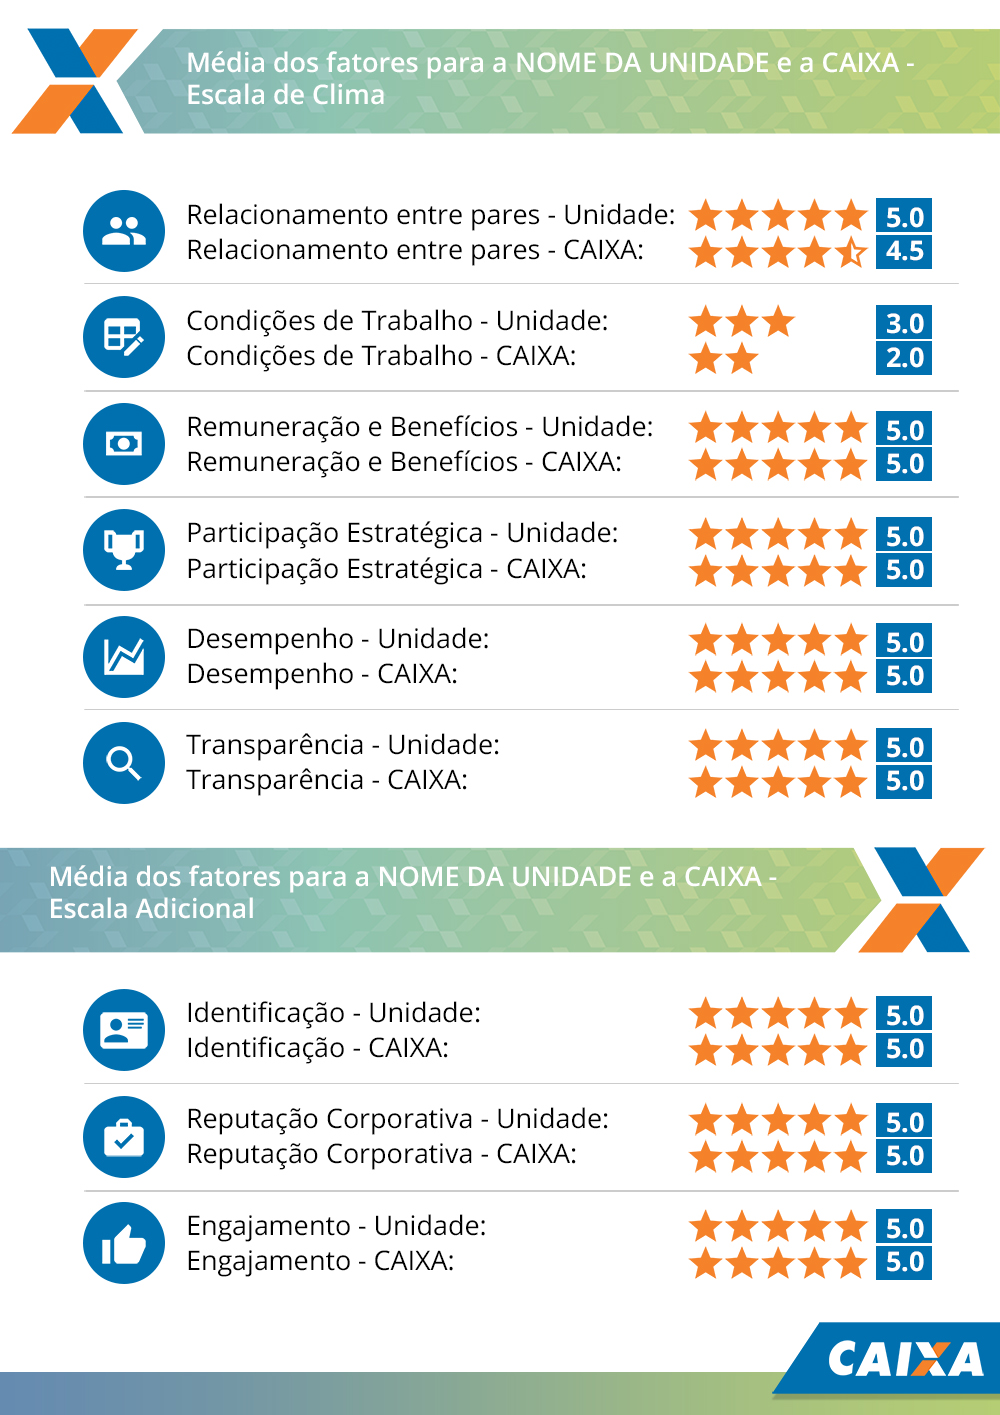 Média dos fatores para a NOME DA UNIDADE e a CAIXA -
Escala de Clima
Relacionamento entre pares - Unidade: 5.0
Relacionamento entre pares - CAIXA: 4.5
Condições de Trabalho - Unidade: 3.0
Condições de Trabalho - CAIXA: 2.0
Remuneração e Benefícios - Unidade: 5.0
Remuneração e Benefícios - CAIXA: 5.0
Participação Estratégica - Unidade: 5.0
Participação Estratégica - CAIXA: 5.0
Desempenho - Unidade: 5.0
Desempenho - CAIXA: 5.0
Transparência - Unidade: 5.0
Transparência - CAIXA: 5.0
Média dos fatores para a NOME DA UNIDADE e a CAIXA -
Escala Adicional
Identificação - Unidade: 5.0
Identificação - CAIXA: 5.0
Reputação Corporativa - Unidade: 5.0
Reputação Corporativa - CAIXA: 5.0
Engajamento - Unidade: 5.0
Engajamento - CAIXA: 5.0
CAIXA